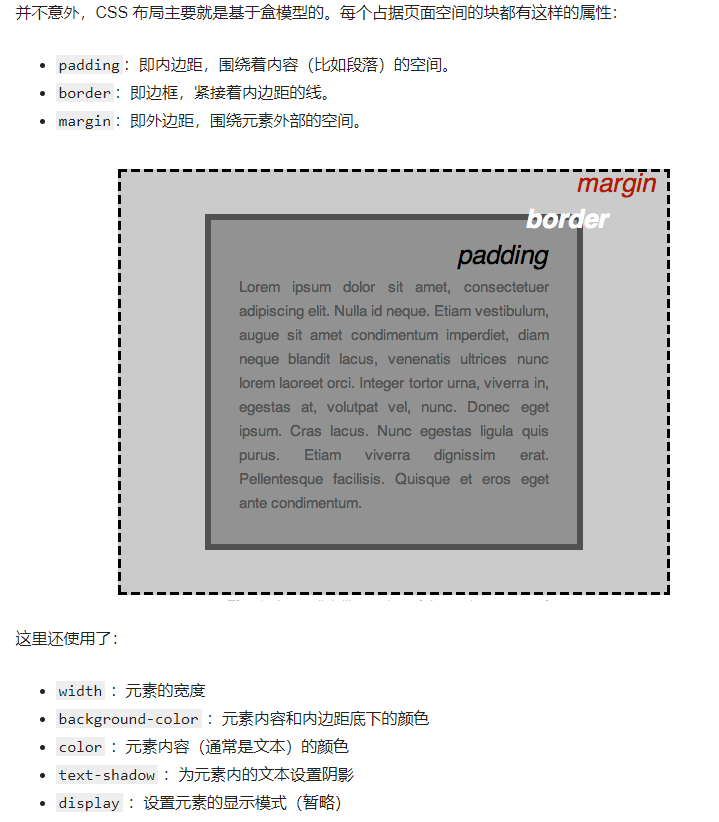 并不意外，CSS 布局主要就是基于盒模型的。每个占据页面空间的块都有这样的属性：
padding：即内边距，围绕着内容（比如段落）的空间。
border：即边框，紧接着内边距的线。
margin：即外边距，围绕元素外部的空间。
margin
border
padding
Lorem ipsum dolor sit amet, consectetuer
adipiscing elit. Nulla id neque. Etiam vestibulum,
augue sit amet condimentum imperdiet, diam
neque blandit lacus, venenatis ultrices nunc
lorem laoreet orci. Integer tortor urna, viverra in,
egestas at, volutpat vel, nunc. Donec eget
ipsum. Cras lacus. Nunc egestas ligula quis
purus. Etiam viverra dignissim erat.
Pellentesque facilisis. Quisque et eros eget
ante condimentum.
这里还使用了：
width ：元素的宽度
background-color ：元素内容和内边距底下的颜色
color ：元素内容（通常是文本）的颜色
text-shadow ：为元素内的文本设置阴影
display ：设置元素的显示模式（暂略）